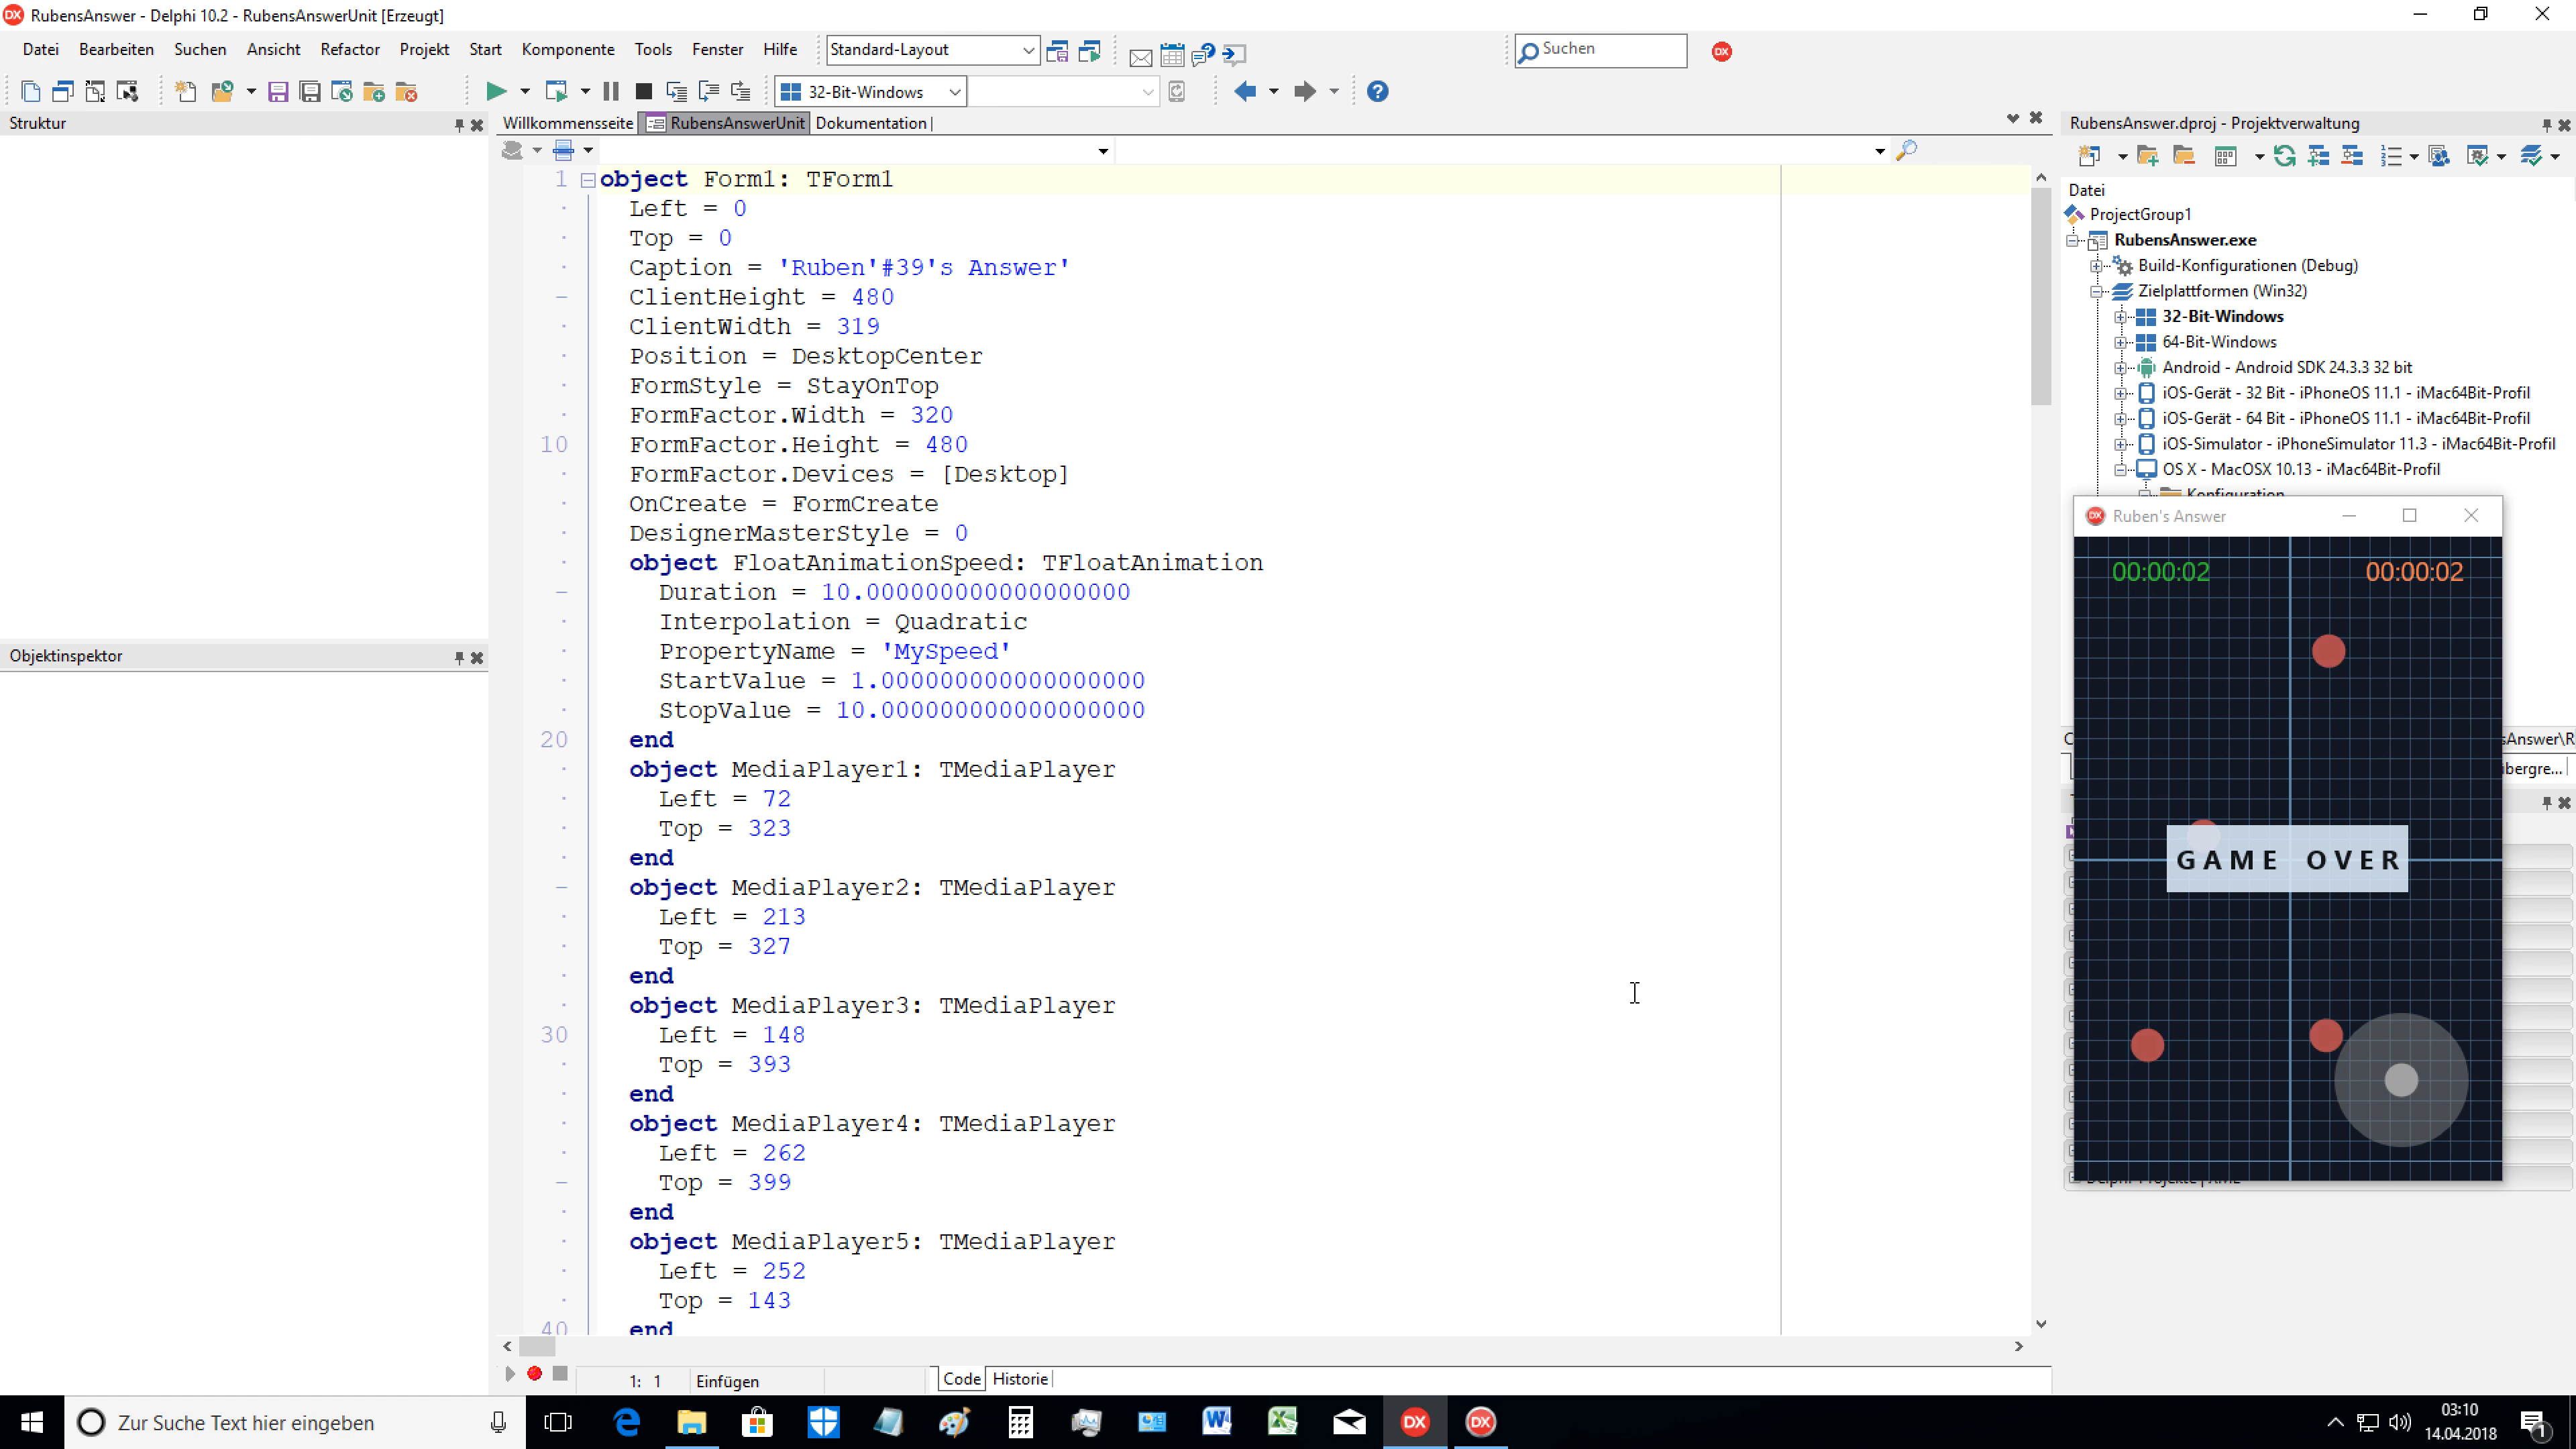 RubensAnswer - Delphi 10.2 - RubensAnswerUnit [Erzeugt]
Datei Bearbeiten Suchen Ansicht Refactor Projekt Start Komponente Tools Fenster Hilfe Standard-Layout Suchen
32-Bit-Windows
Struktur
Willkommensseite RubensAnswerUnit Dokumentation
1 object Form1: TForm1
Left = 0
Top = 0
Caption = 'Ruben'#39's Answer'
ClientHeight = 480
ClientWidth = 319
Position = DesktopCenter
FormStyle = StayOnTop
FormFactor.Width = 320
10 FormFactor.Height = 480
FormFactor.Devices = [Desktop]
OnCreate = FormCreate
DesignerMasterStyle = 0
object FloatAnimationSpeed: TFloatAnimation
Duration = 10.000000000000000000
Interpolation = Quadratic
PropertyName = 'MySpeed'
StartValue = 1.000000000000000000
StopValue = 10.000000000000000000
20 end
object MediaPlayer1: TMediaPlayer
Left = 72
Top = 323
end
object MediaPlayer2: TMediaPlayer
Left = 213
Top = 327
end
object MediaPlayer3: TMediaPlayer
30 Left = 148
Top = 393
end
object MediaPlayer4: TMediaPlayer
Left = 262
Top = 399
end
object MediaPlayer5: TMediaPlayer
Left = 252
Top = 143
40 end
Objektinspektor
1: 1 Einfügen
Code Historie
RubensAnswer.dproj - Projektverwaltung
Datei
ProjectGroup1
RubensAnswer.exe
Build-Konfigurationen (Debug)
Zielplattformen (Win32)
32-Bit-Windows
64-Bit-Windows
Android - Android SDK 24.3.3 32 bit
iOS-Gerät - 32 Bit - iPhoneOS 11.1 - iMac64Bit-Profil
iOS-Gerät - 64 Bit - iPhoneOS 11.1 - iMac64Bit-Profil
iOS-Simulator - iPhoneSimulator 11.3 - iMac64Bit-Profil
OS X - MacOSX 10.13 - iMac64Bit-Profil
Konfiguration
Ruben's Answer
00:00:02 00:00:02
GAME OVER
sAnswer\R
übergre...
Zur Suche Text hier eingeben
03:10
14.04.2018
1